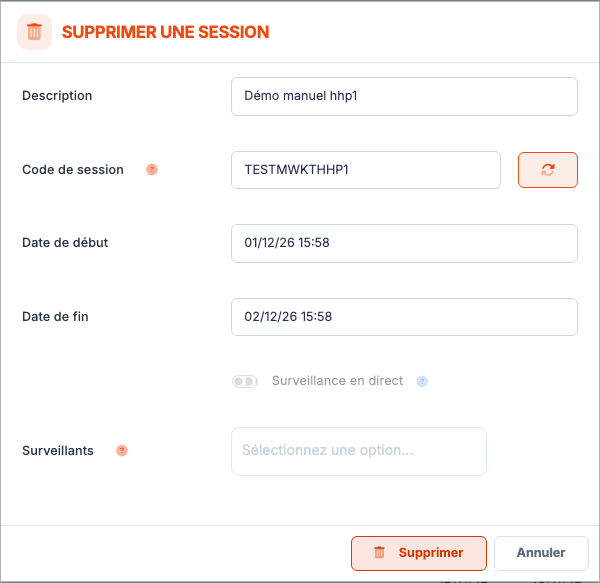 SUPPRIMER UNE SESSION
Description
Démo manuel hhp1
Code de session ?
TESTMWKTHHP1
Date de début
01/12/26 15:58
Date de fin
02/12/26 15:58
Surveillance en direct ?
Surveillants ?
Sélectionnez une option...
Supprimer
Annuler